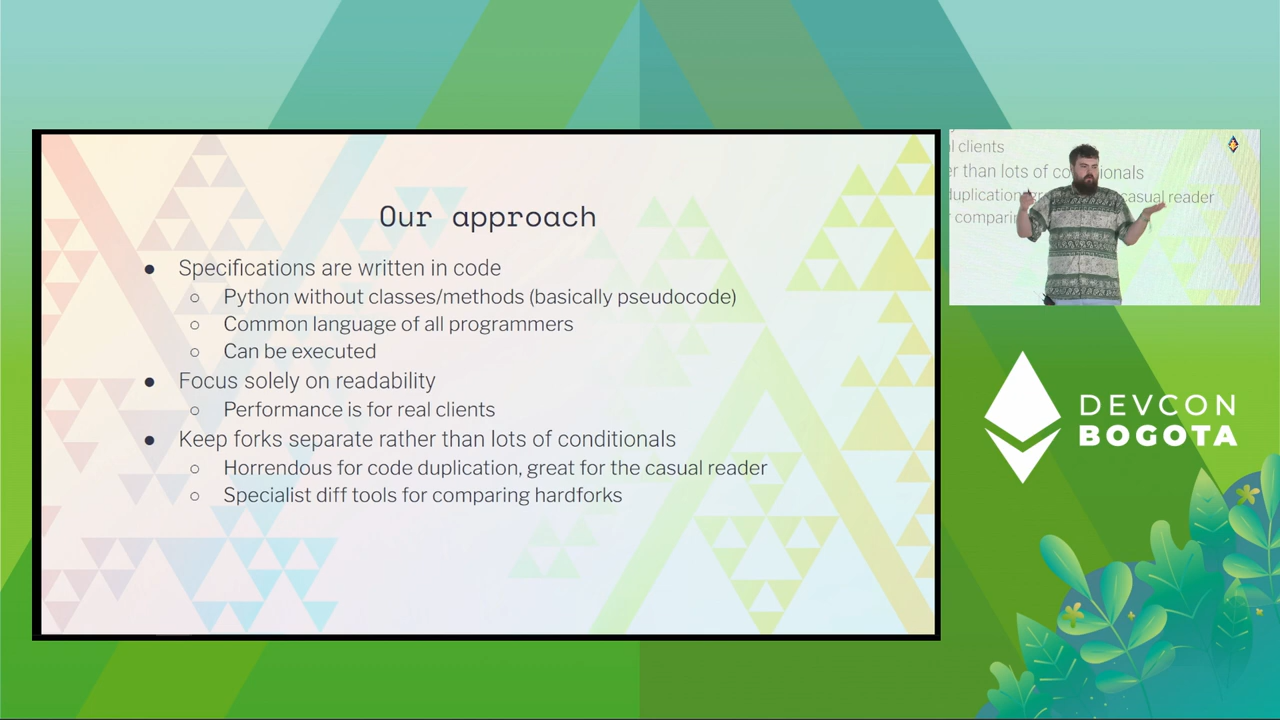 Our approach
● Specifications are written in code
○ Python without classes/methods (basically pseudocode)
○ Common language of all programmers
○ Can be executed
● Focus solely on readability
○ Performance is for real clients
● Keep forks separate rather than lots of conditionals
○ Horrendous for code duplication, great for the casual reader
○ Specialist diff tools for comparing hardforks
clients
than lots of
duplication casual reader
DEVCON
BOGOTA